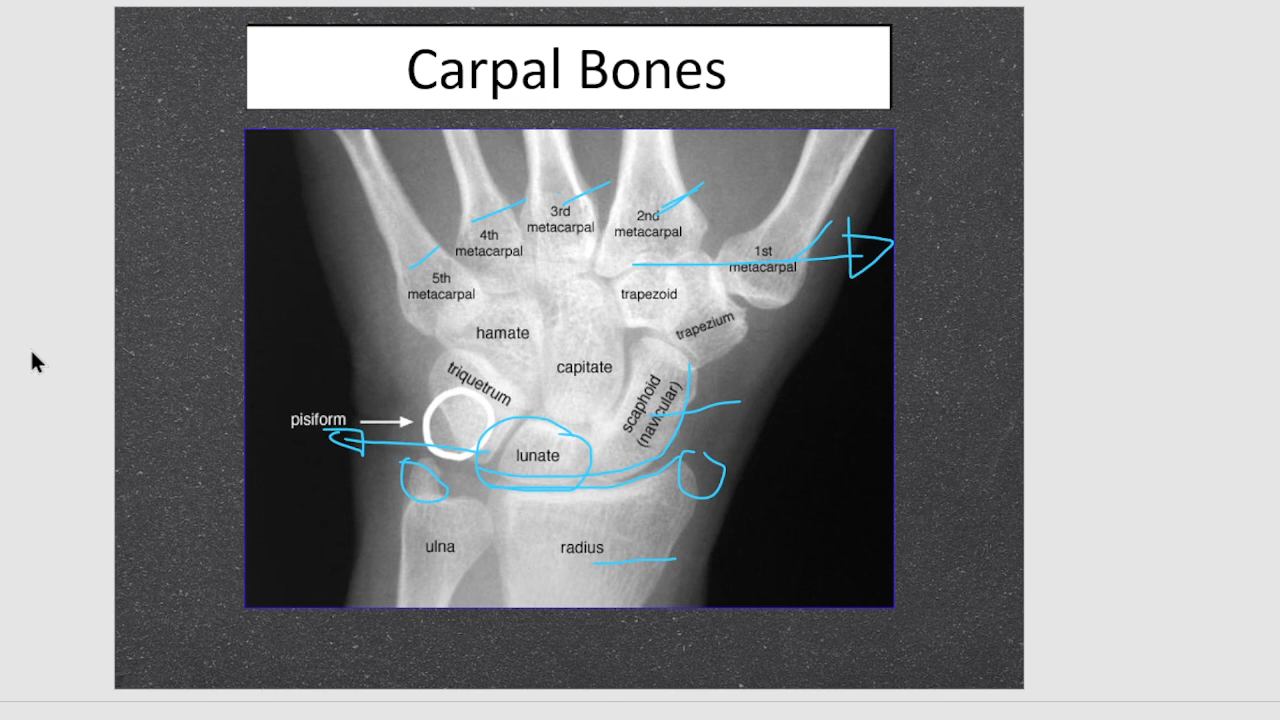 Carpal Bones
3rd
metacarpal
2nd
metacarpal
4th
metacarpal
1st
metacarpal
5th
metacarpal
trapezoid
hamate
trapezium
capitate
triquetrum
scaphoid
(navicular)
pisiform
lunate
ulna
radius